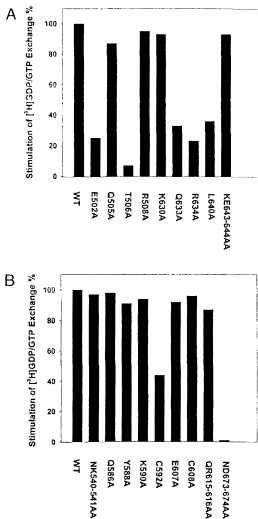 A
Stimulation of [³H]GDP/GTP Exchange %
100
80
60
40
20
0
WT
E502A
Q505A
T506A
R508A
K630A
Q633A
R634A
L640A
KE643-644AA
B
Stimulation of [³H]GDP/GTP Exchange %
100
80
60
40
20
0
WT
NK540-541AA
Q586A
Y588A
K590A
C592A
E607A
C608A
QR615-616AA
ND673-674AA